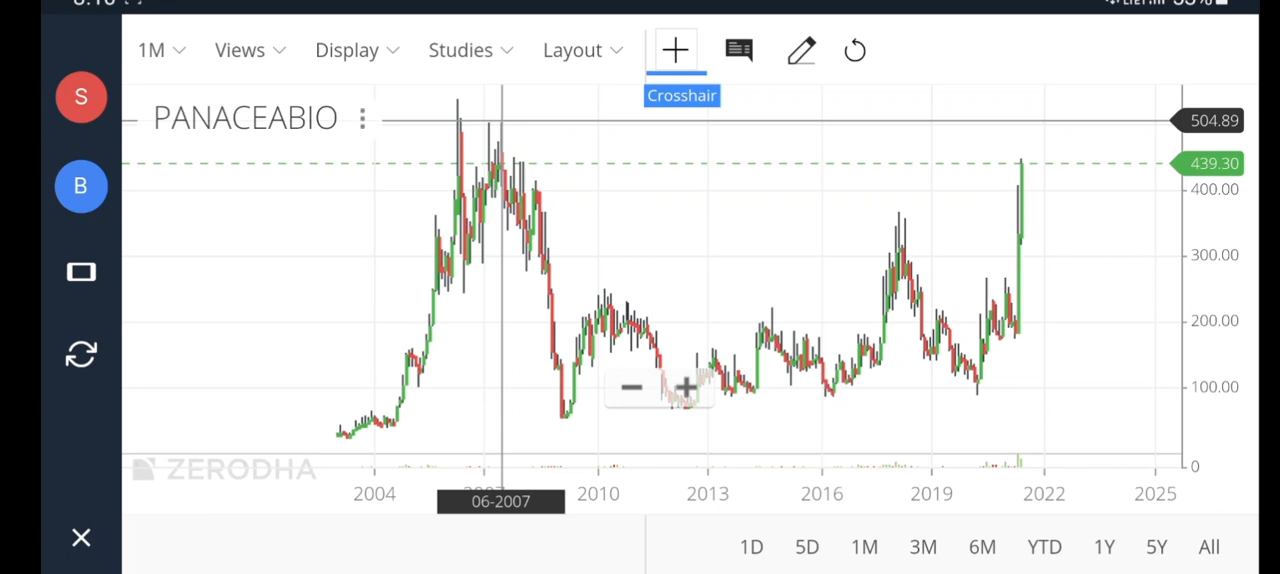 1M Views Display Studies Layout
Crosshair
S
PANACEABIO
504.89
439.30
B
400.00
300.00
200.00
100.00
ZERODHA
0
2004 2010 2013 2016 2019 2022 2025
06-2007
1D 5D 1M 3M 6M YTD 1Y 5Y All